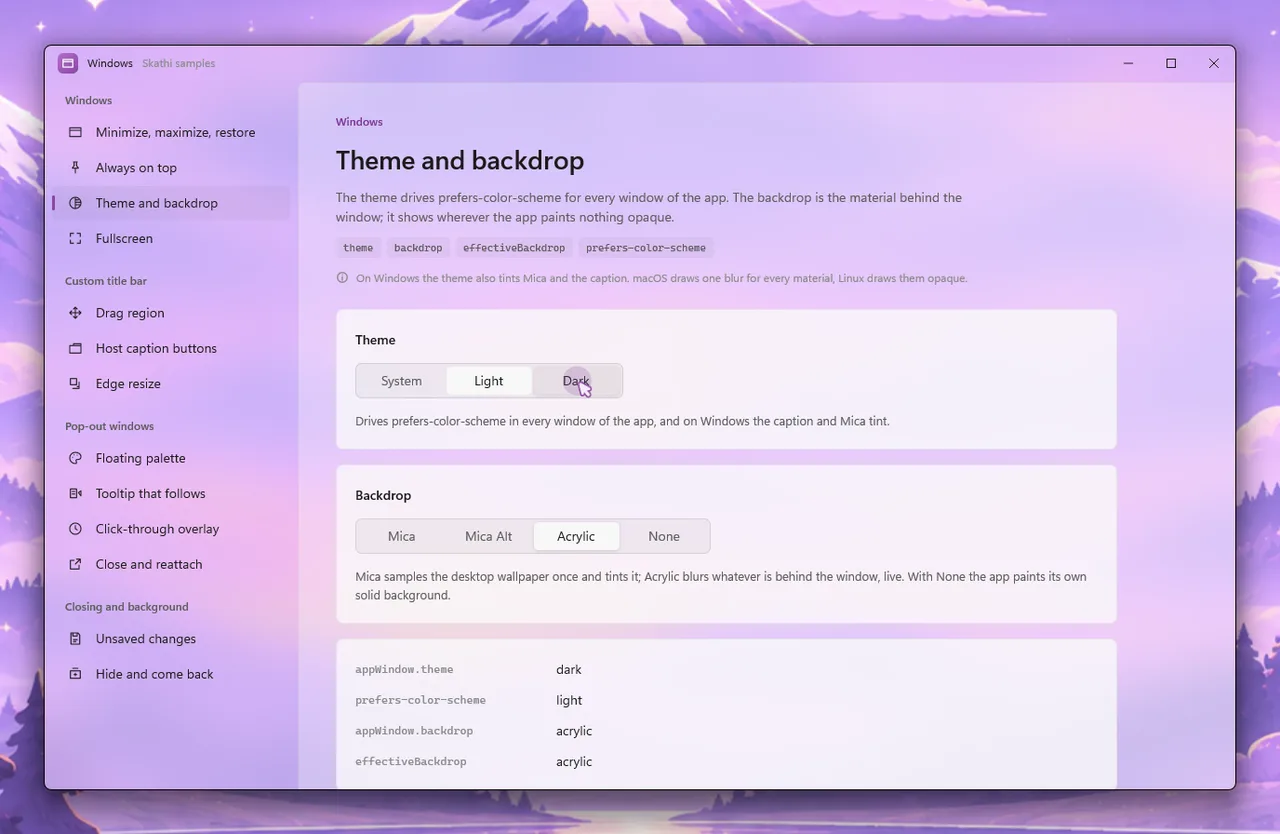 Windows Skathi samples
Windows
Minimize, maximize, restore
Always on top
Theme and backdrop
Fullscreen
Custom title bar
Drag region
Host caption buttons
Edge resize
Pop-out windows
Floating palette
Tooltip that follows
Click-through overlay
Close and reattach
Closing and background
Unsaved changes
Hide and come back
Windows
Theme and backdrop
The theme drives prefers-color-scheme for every window of the app. The backdrop is the material behind the
window; it shows wherever the app paints nothing opaque.
theme backdrop effectiveBackdrop prefers-color-scheme
On Windows the theme also tints Mica and the caption. macOS draws one blur for every material, Linux draws them opaque.
Theme
System Light Dark
Drives prefers-color-scheme in every window of the app, and on Windows the caption and Mica tint.
Backdrop
Mica Mica Alt Acrylic None
Mica samples the desktop wallpaper once and tints it; Acrylic blurs whatever is behind the window, live. With None the app paints its own
solid background.
appWindow.theme dark
prefers-color-scheme light
appWindow.backdrop acrylic
effectiveBackdrop acrylic